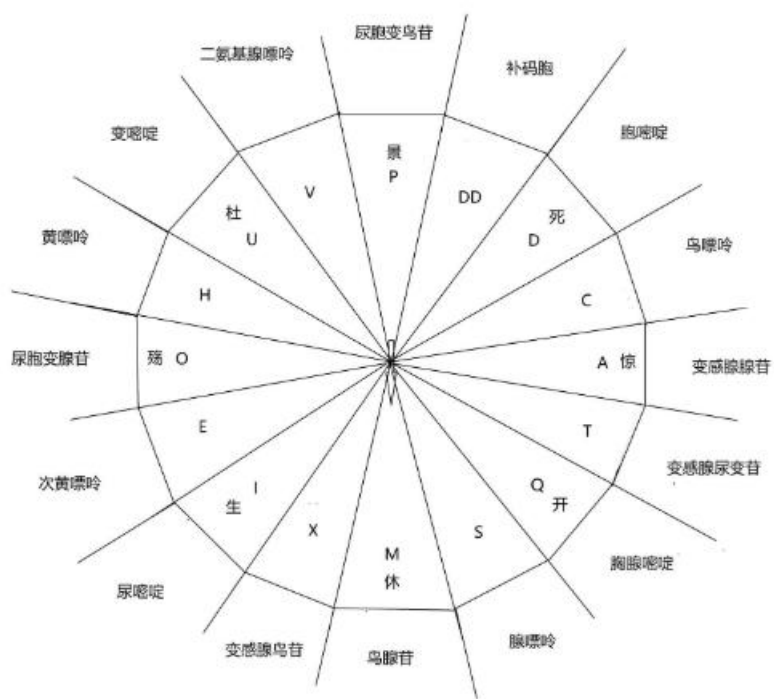 尿胞变鸟苷
二氨基腺嘌呤
补码胞
变嘧啶
胞嘧啶
黄嘌呤
鸟嘌呤
尿胞变腺苷
变感腺腺苷
次黄嘌呤
变感腺尿变苷
尿嘧啶
胸腺嘧啶
变感腺鸟苷
鸟腺苷
腺嘌呤
景
P
V
DD
杜
U
死
D
H
C
殇 O
A 惊
E
T
I
生
Q
开
X
S
M
休